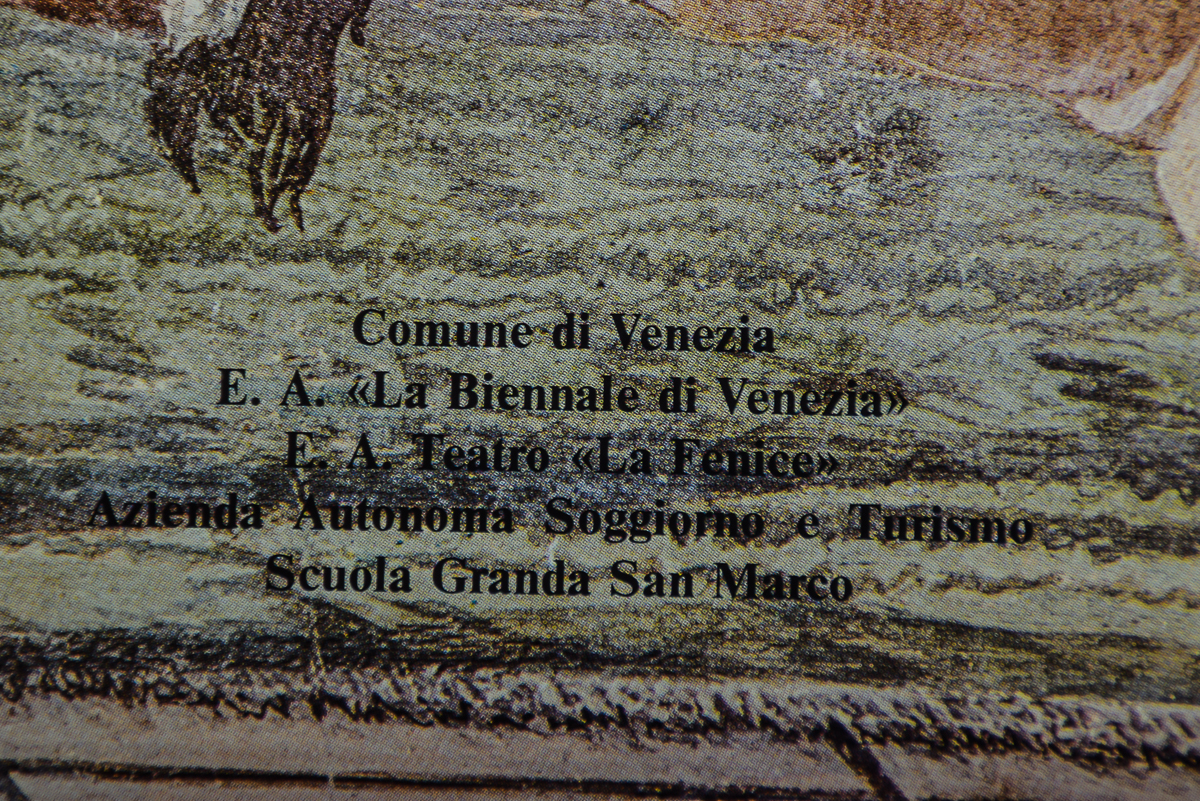 Comune di Venezia
E. A. «La Biennale di Venezia»
E. A. Teatro «La Fenice»
Azienda Autonoma Soggiorno e Turismo
Scuola Granda San Marco